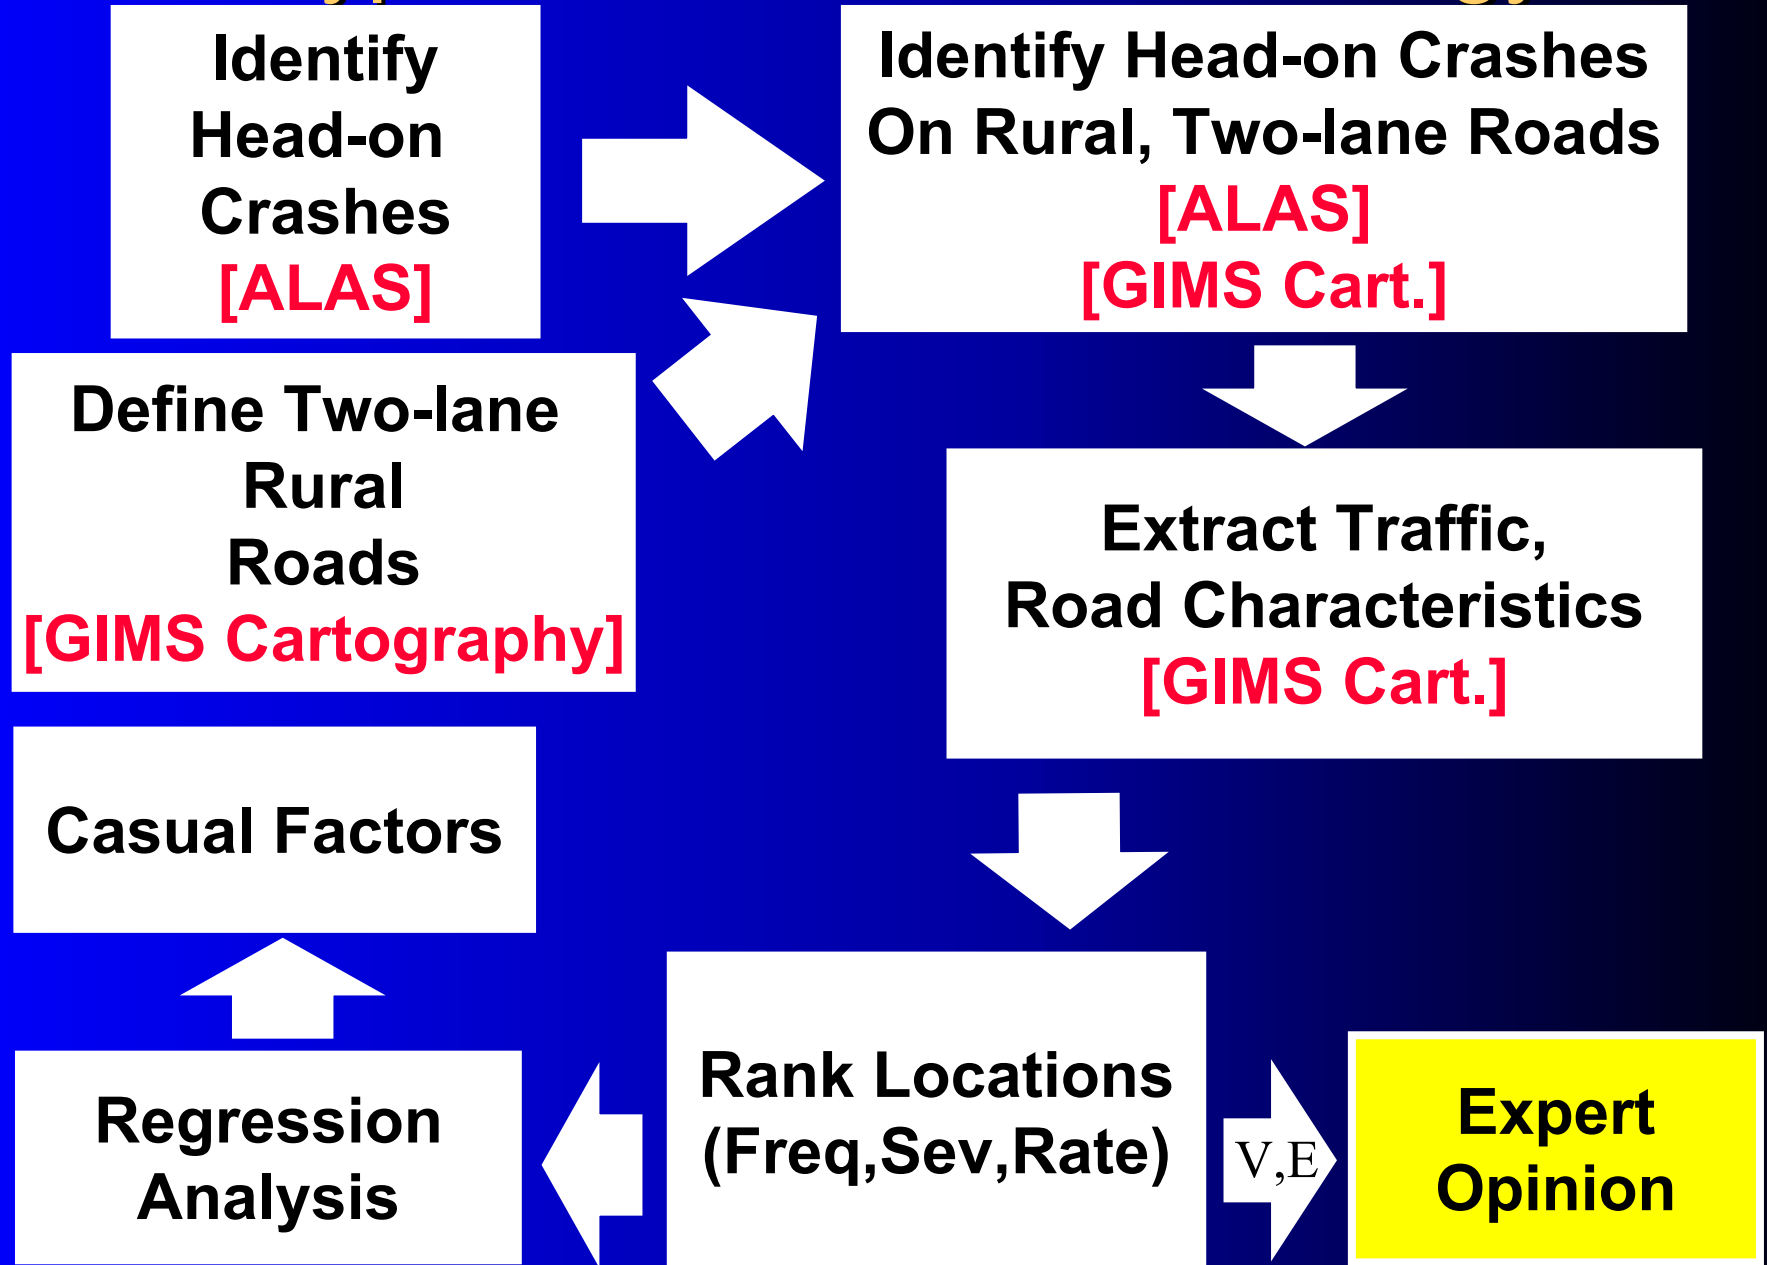 Identify
Head-on
Crashes
[ALAS]
Identify Head-on Crashes
On Rural, Two-lane Roads
[ALAS]
[GIMS Cart.]
Define Two-lane
Rural
Roads
[GIMS Cartography]
Extract Traffic,
Road Characteristics
[GIMS Cart.]
Casual Factors
Regression
Analysis
Rank Locations
(Freq,Sev,Rate)
V,E
Expert
Opinion